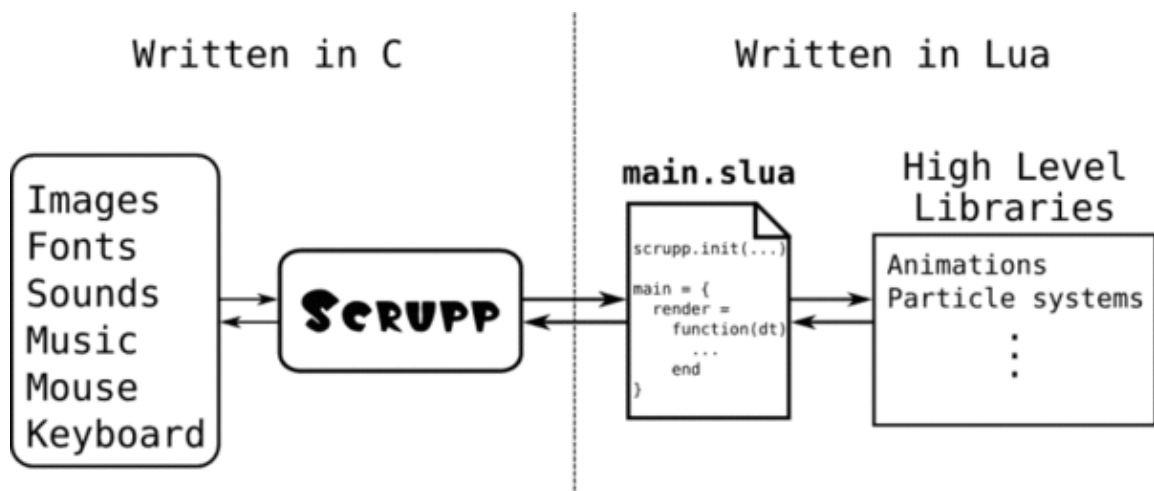 Written in C
Written in Lua
Images
Fonts
Sounds
Music
Mouse
Keyboard
SCRUPP
main.slua
scrupp.init(...)
main = {
render =
function(dt)
...
end
}
High Level
Libraries
Animations
Particle systems